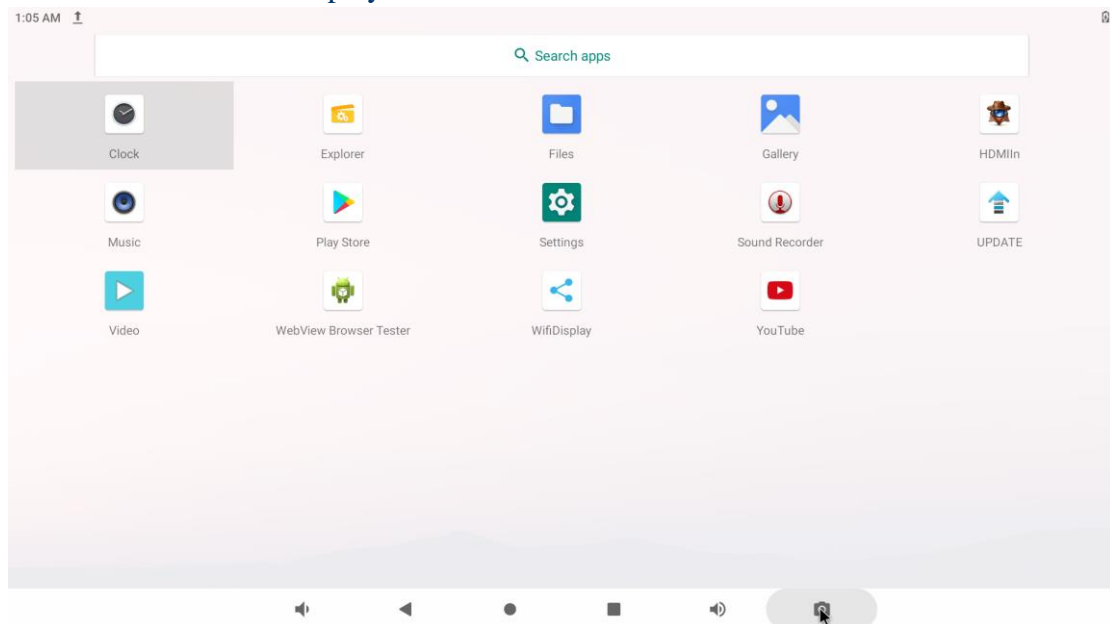 1:05 AM
Search apps
Clock Explorer Files Gallery HDMIIn
Music Play Store Settings Sound Recorder UPDATE
Video WebView Browser Tester WifiDisplay YouTube